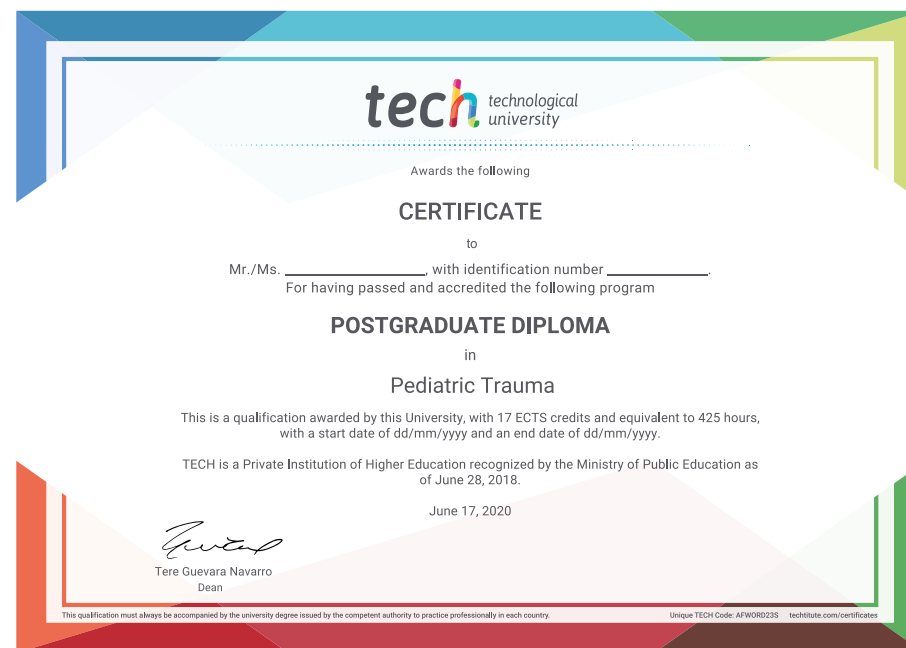 tech technological
university
Awards the following
CERTIFICATE
to
Mr./Ms. ____________________, with identification number ______________.
For having passed and accredited the following program
POSTGRADUATE DIPLOMA
in
Pediatric Trauma
This is a qualification awarded by this University, with 17 ECTS credits and equivalent to 425 hours,
with a start date of dd/mm/yyyy and an end date of dd/mm/yyyy.
TECH is a Private Institution of Higher Education recognized by the Ministry of Public Education as
of June 28, 2018.
June 17, 2020
Tere Guevara Navarro
Dean
This qualification must always be accompanied by the university degree issued by the competent authority to practice professionally in each country.
Unique TECH Code: AFWORD23S techtitute.com/certificates